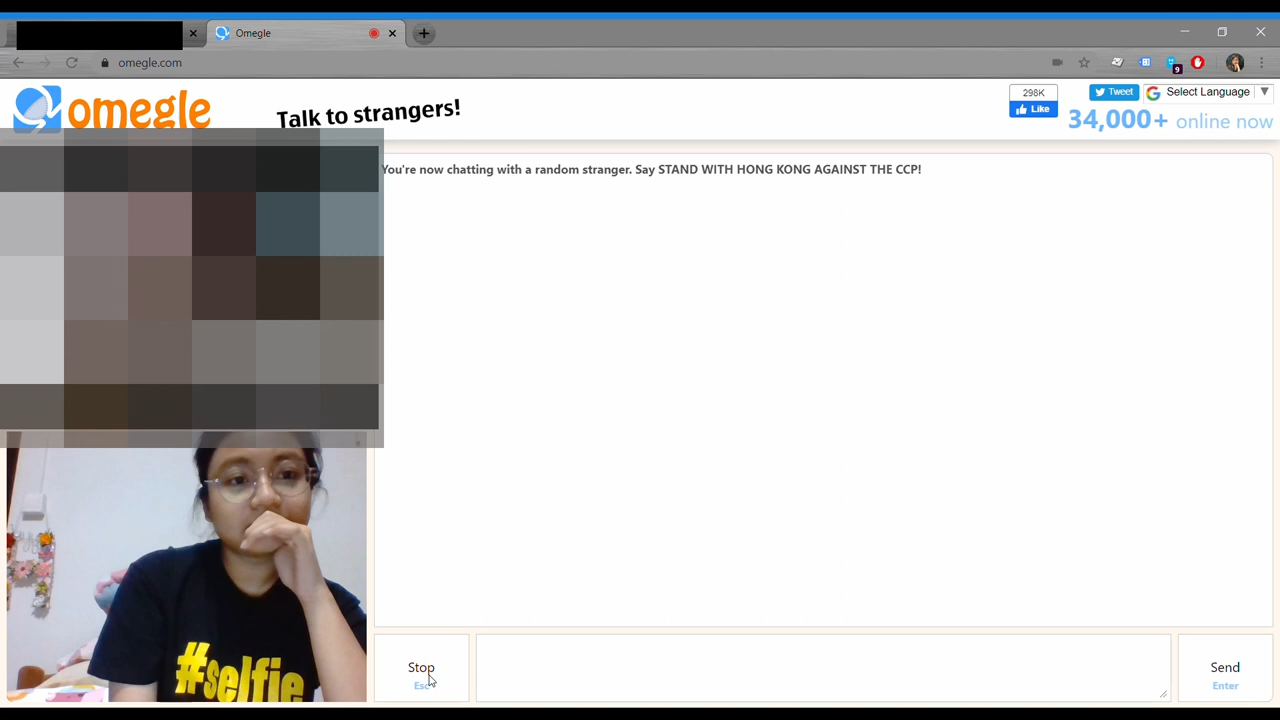 Omegle
omegle.com
9
omegle
Talk to strangers!
298K
Like
Tweet
Select Language
34,000+ online now
You're now chatting with a random stranger. Say STAND WITH HONG KONG AGAINST THE CCP!
#selfie
Stop
Esc
Send
Enter